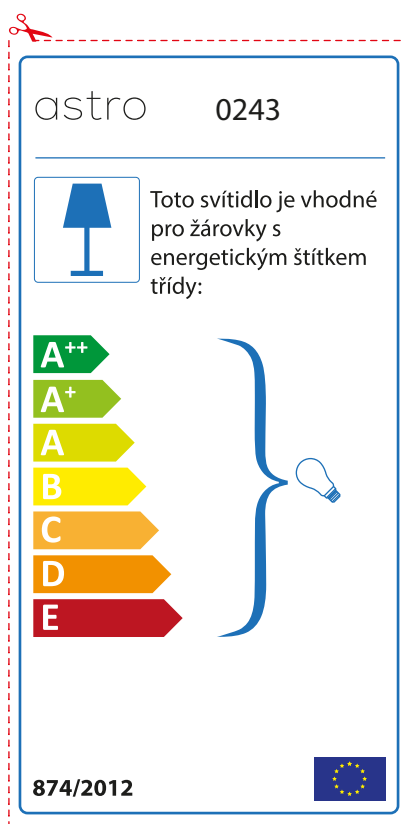 astro 0243
Toto svítidlo je vhodné
pro žárovky s
energetickým štítkem
třídy:
A++
A+
A
B
C
D
E
874/2012